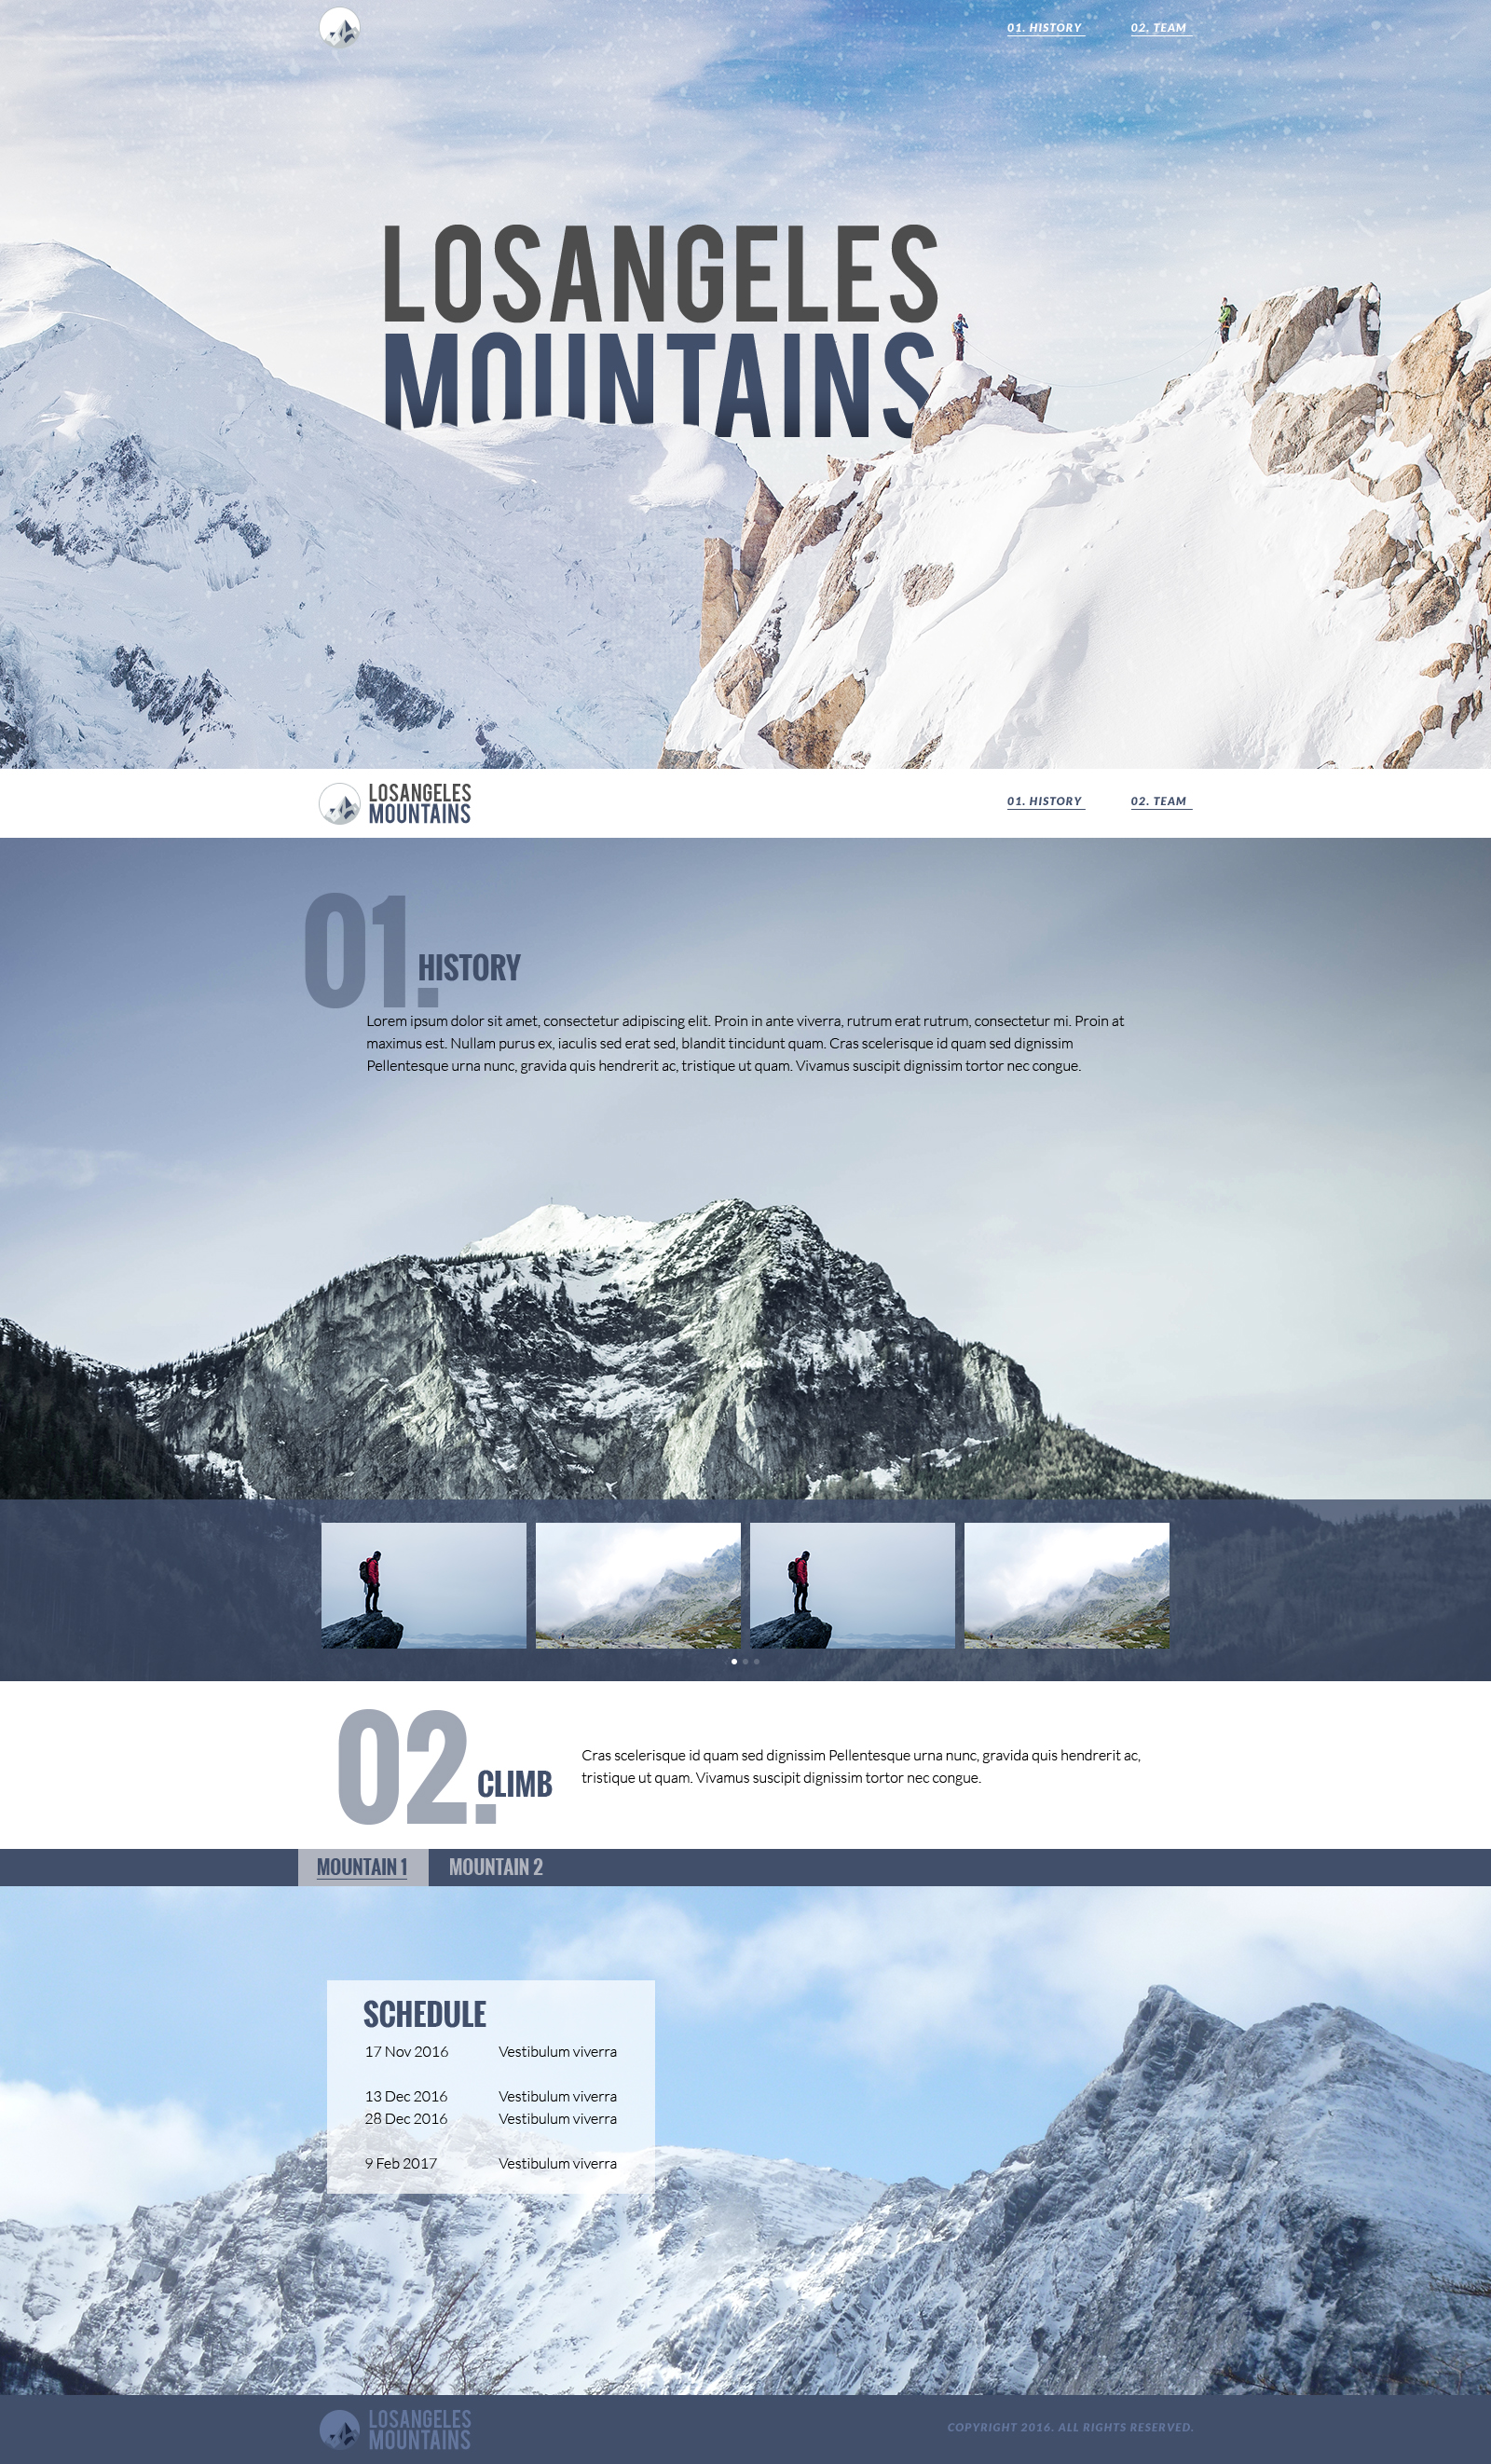 01. HISTORY
02. TEAM
LOSANGELES
MOUNTAINS
LOSANGELES
MOUNTAINS
01. HISTORY
02. TEAM
01.
HISTORY
Lorem ipsum dolor sit amet, consectetur adipiscing elit. Proin in ante viverra, rutrum erat rutrum, consectetur mi. Proin at
maximus est. Nullam purus ex, iaculis sed erat sed, blandit tincidunt quam. Cras scelerisque id quam sed dignissim
Pellentesque urna nunc, gravida quis hendrerit ac, tristique ut quam. Vivamus suscipit dignissim tortor nec congue.
02.
CLIMB
Cras scelerisque id quam sed dignissim Pellentesque urna nunc, gravida quis hendrerit ac,
tristique ut quam. Vivamus suscipit dignissim tortor nec congue.
MOUNTAIN 1
MOUNTAIN 2
SCHEDULE
17 Nov 2016 Vestibulum viverra
13 Dec 2016 Vestibulum viverra
28 Dec 2016 Vestibulum viverra
9 Feb 2017 Vestibulum viverra
LOSANGELES
MOUNTAINS
COPYRIGHT 2016. ALL RIGHTS RESERVED.